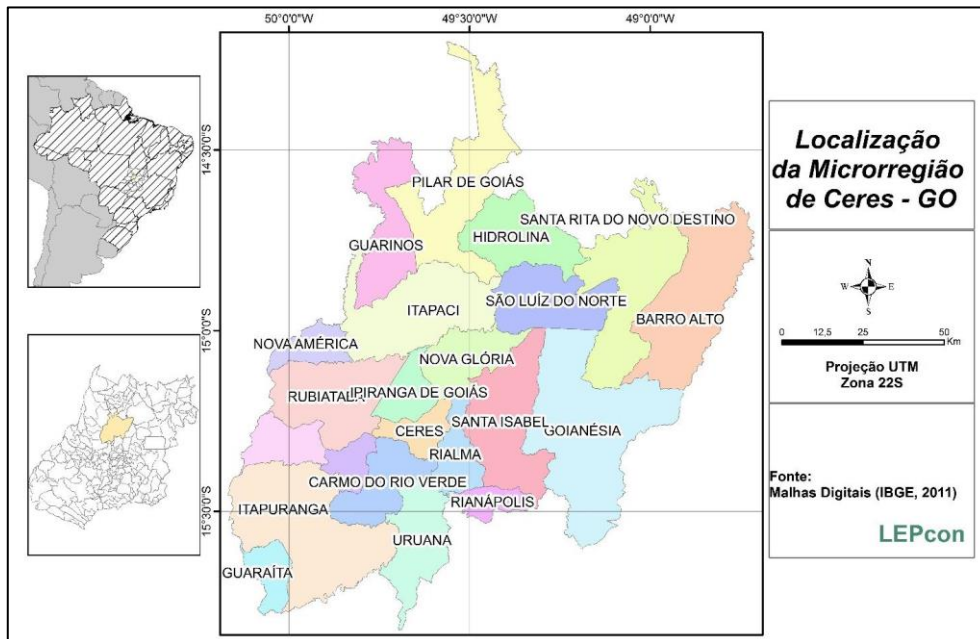 50°0'0"W
49°30'0"W
49°0'0"W
14°30'0"S
15°0'0"S
15°30'0"S
PILAR DE GOIÁS
SANTA RITA DO NOVO DESTINO
HIDROLINA
GUARINOS
SÃO LUÍZ DO NORTE
ITAPACI
BARRO ALTO
NOVA AMÉRICA
NOVA GLÓRIA
RUBIATABA
IPIRANGA DE GOIÁS
SANTA ISABEL
GOIANÉSIA
CERES
RIALMA
CARMO DO RIO VERDE
RIANÁPOLIS
ITAPURANGA
URUANA
GUARAÍTA
Localização
da Microrregião
de Ceres - GO
N
W E
S
0 12,5 25 50
Km
Projeção UTM
Zona 22S
Fonte:
Malhas Digitais (IBGE, 2011)
LEPcon